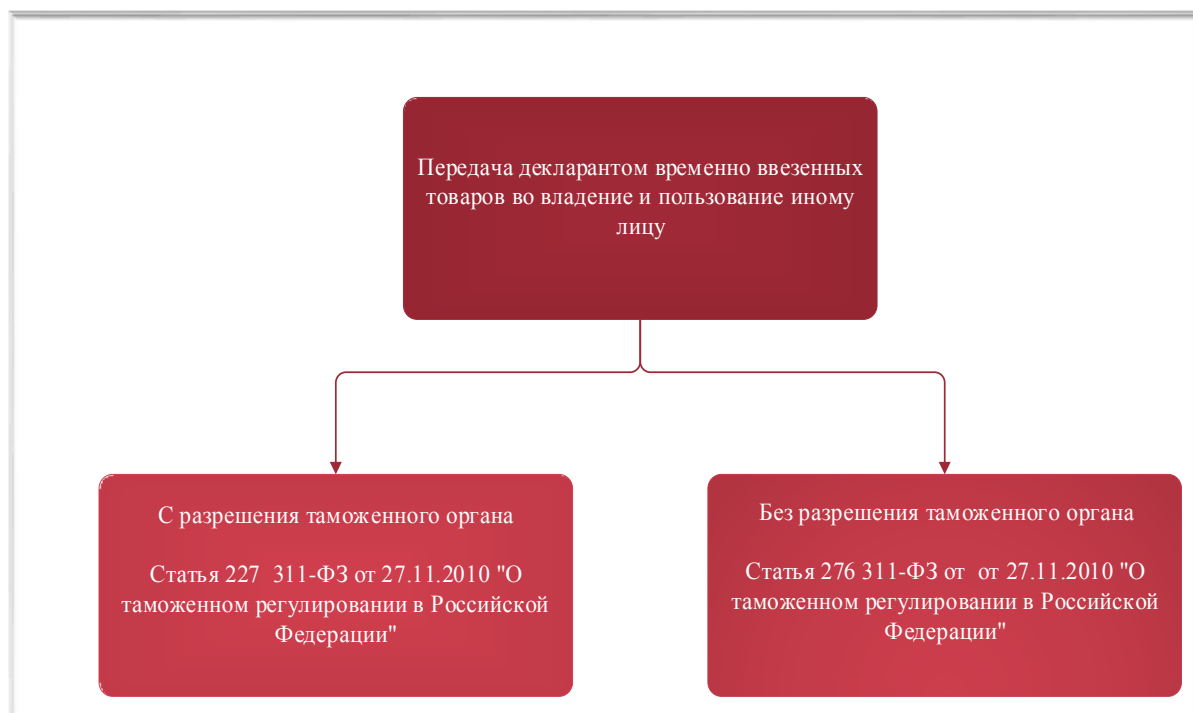 Передача декларантом временно ввезенных
товаров во владение и пользование иному
лицу
С разрешения таможенного органа
Статья 227 311-ФЗ от 27.11.2010 "О
таможенном регулировании в Российской
Федерации"
Без разрешения таможенного органа
Статья 276 311-ФЗ от от 27.11.2010 "О
таможенном регулировании в Российской
Федерации"